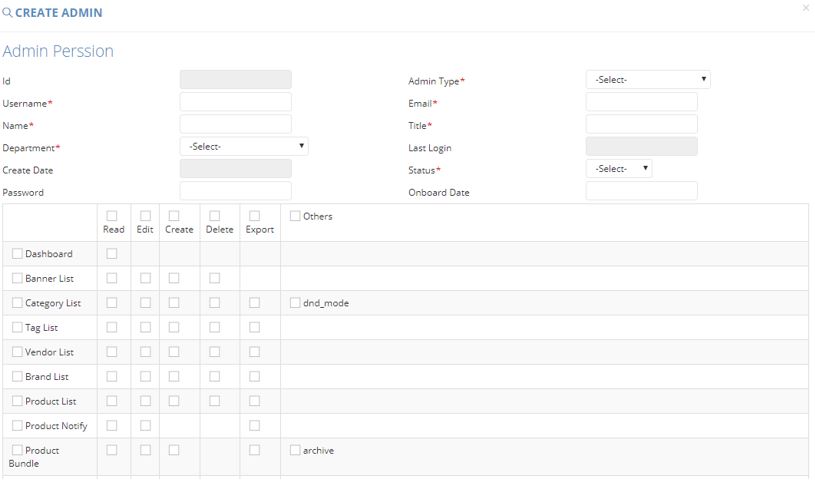 CREATE ADMIN
×
Admin Perssion
Id
Admin Type* -Select-
Username*
Email*
Name*
Title*
Department* -Select-
Last Login
Create Date
Status* -Select-
Password
Onboard Date
Read Edit Create Delete Export Others
Dashboard
Banner List
Category List dnd_mode
Tag List
Vendor List
Brand List
Product List
Product Notify
Product archive
Bundle